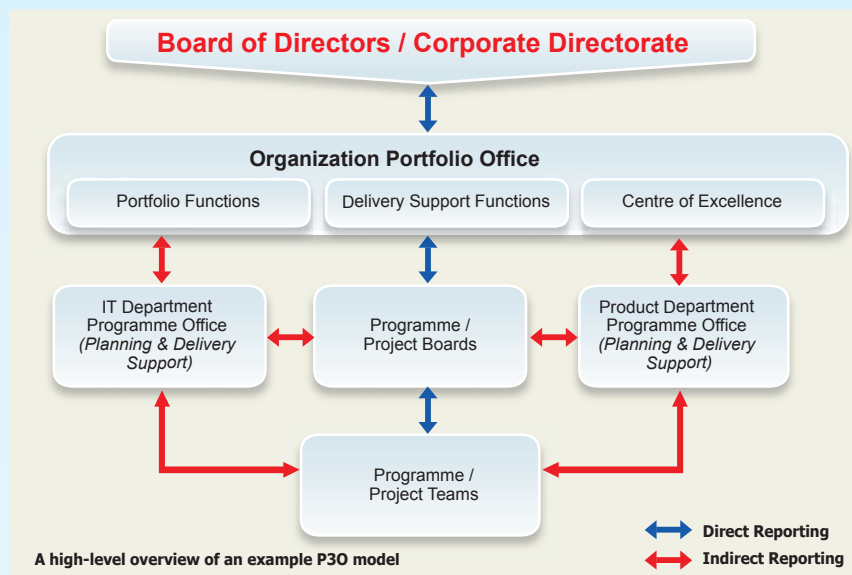 Board of Directors / Corporate Directorate
Organization Portfolio Office
Portfolio Functions
Delivery Support Functions
Centre of Excellence
IT Department
Programme Office
(Planning & Delivery
Support)
Programme /
Project Boards
Product Department
Programme Office
(Planning & Delivery
Support)
Programme /
Project Teams
Direct Reporting
Indirect Reporting
A high-level overview of an example P3O model